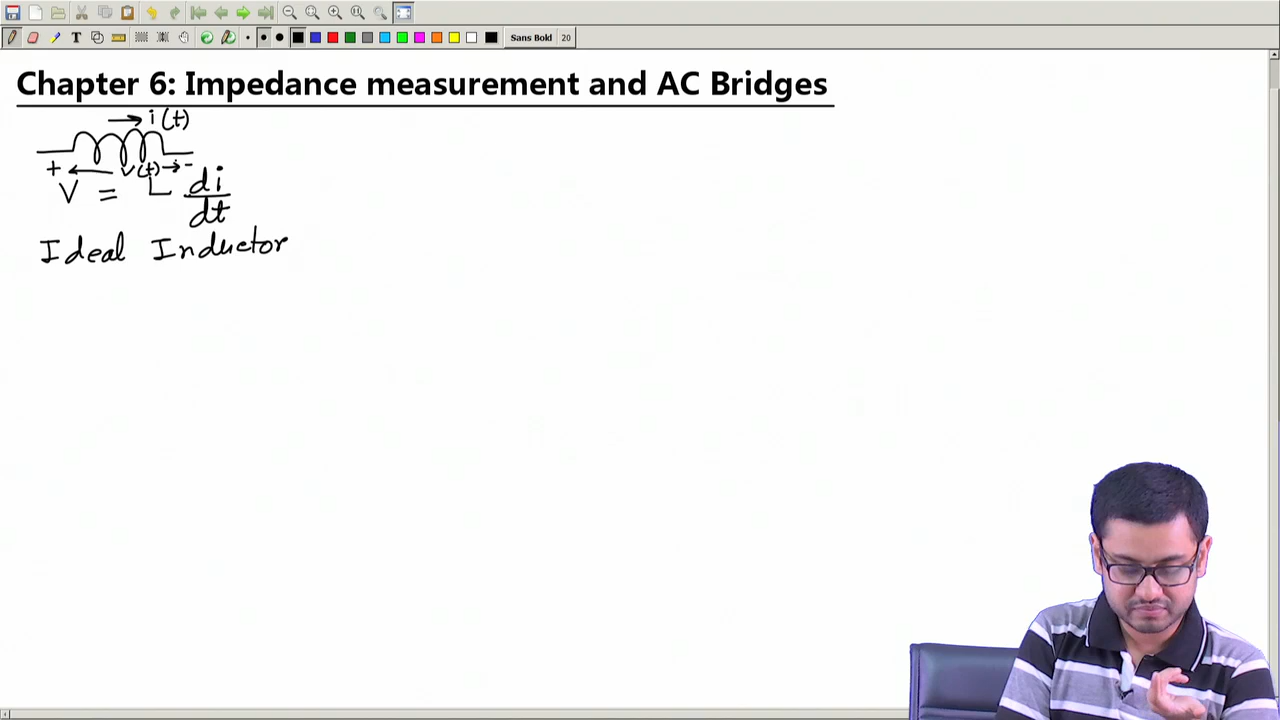 T Sans Bold 20
Chapter 6: Impedance measurement and AC Bridges
i(t)
+ v(t) -
V = L di/dt
Ideal Inductor